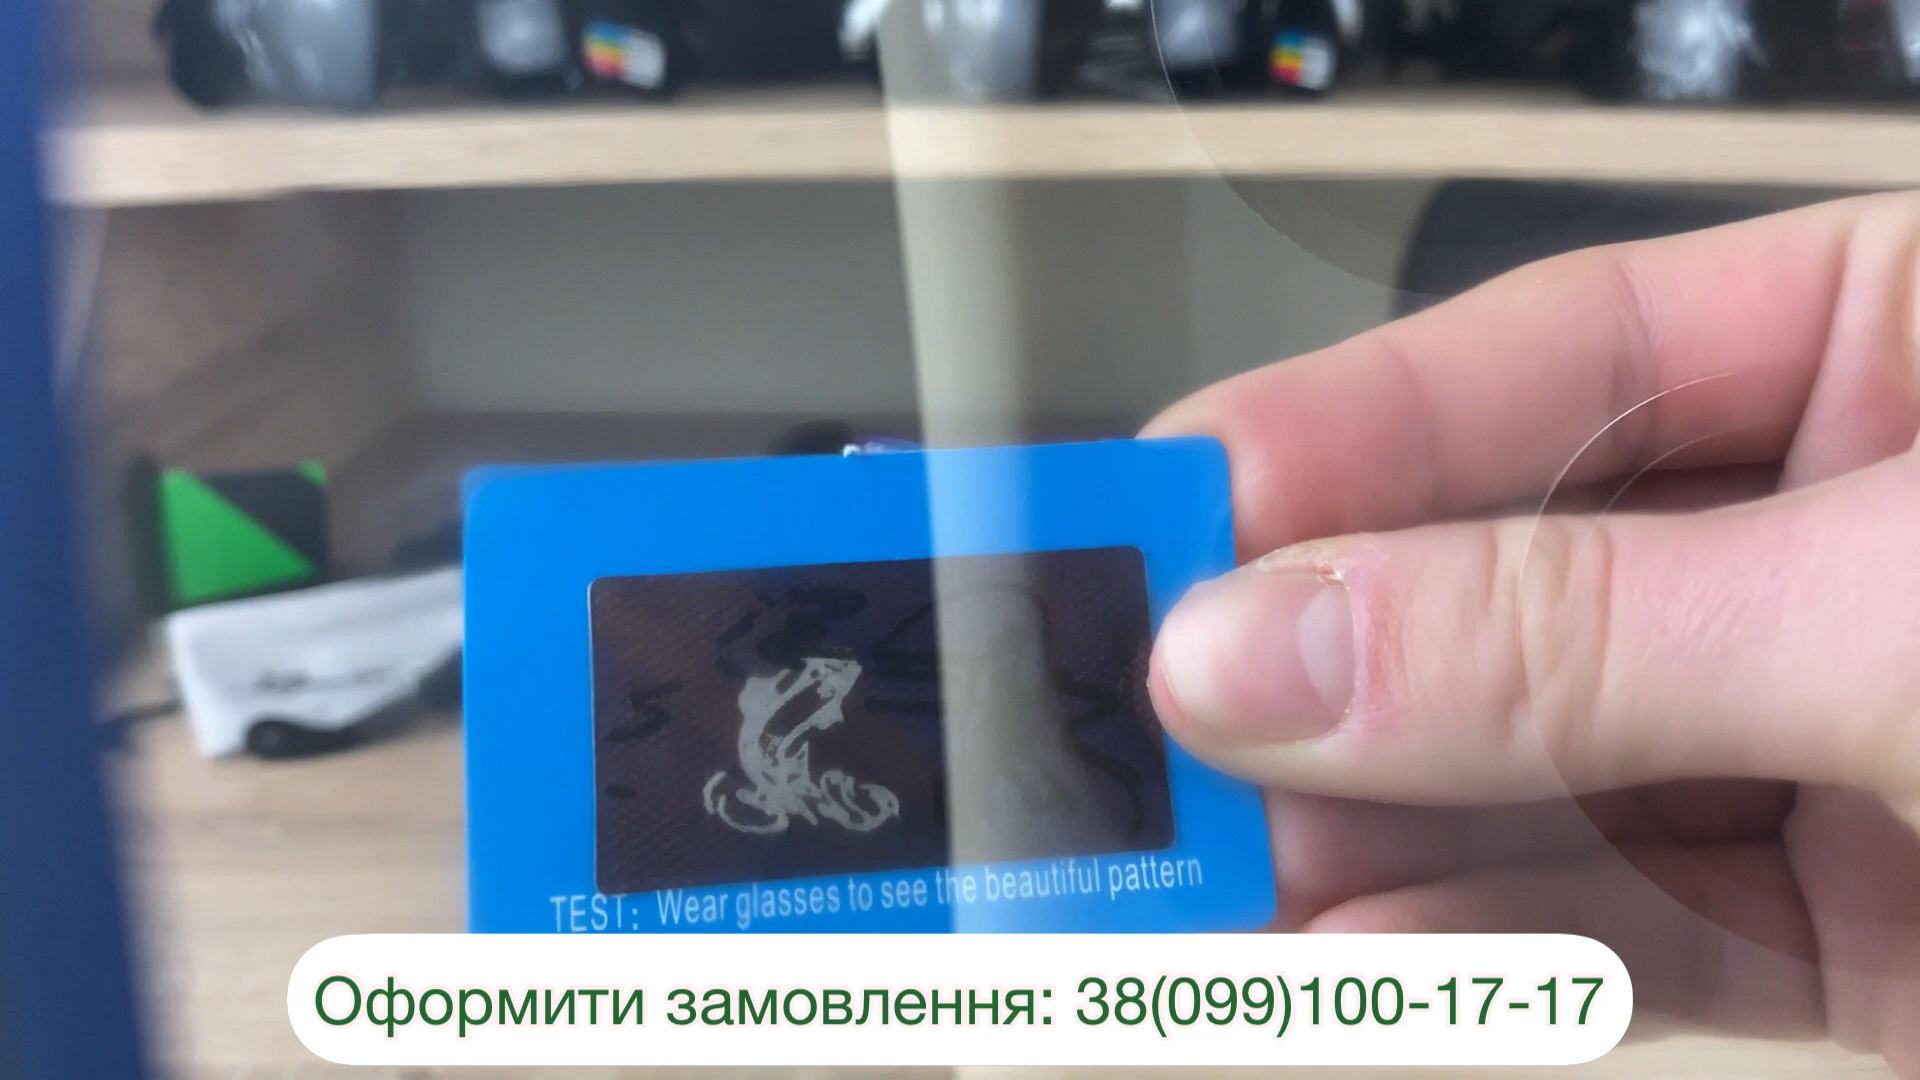 TEST: Wear glasses to see the beautiful pattern
Оформити замовлення: 38(099)100-17-17